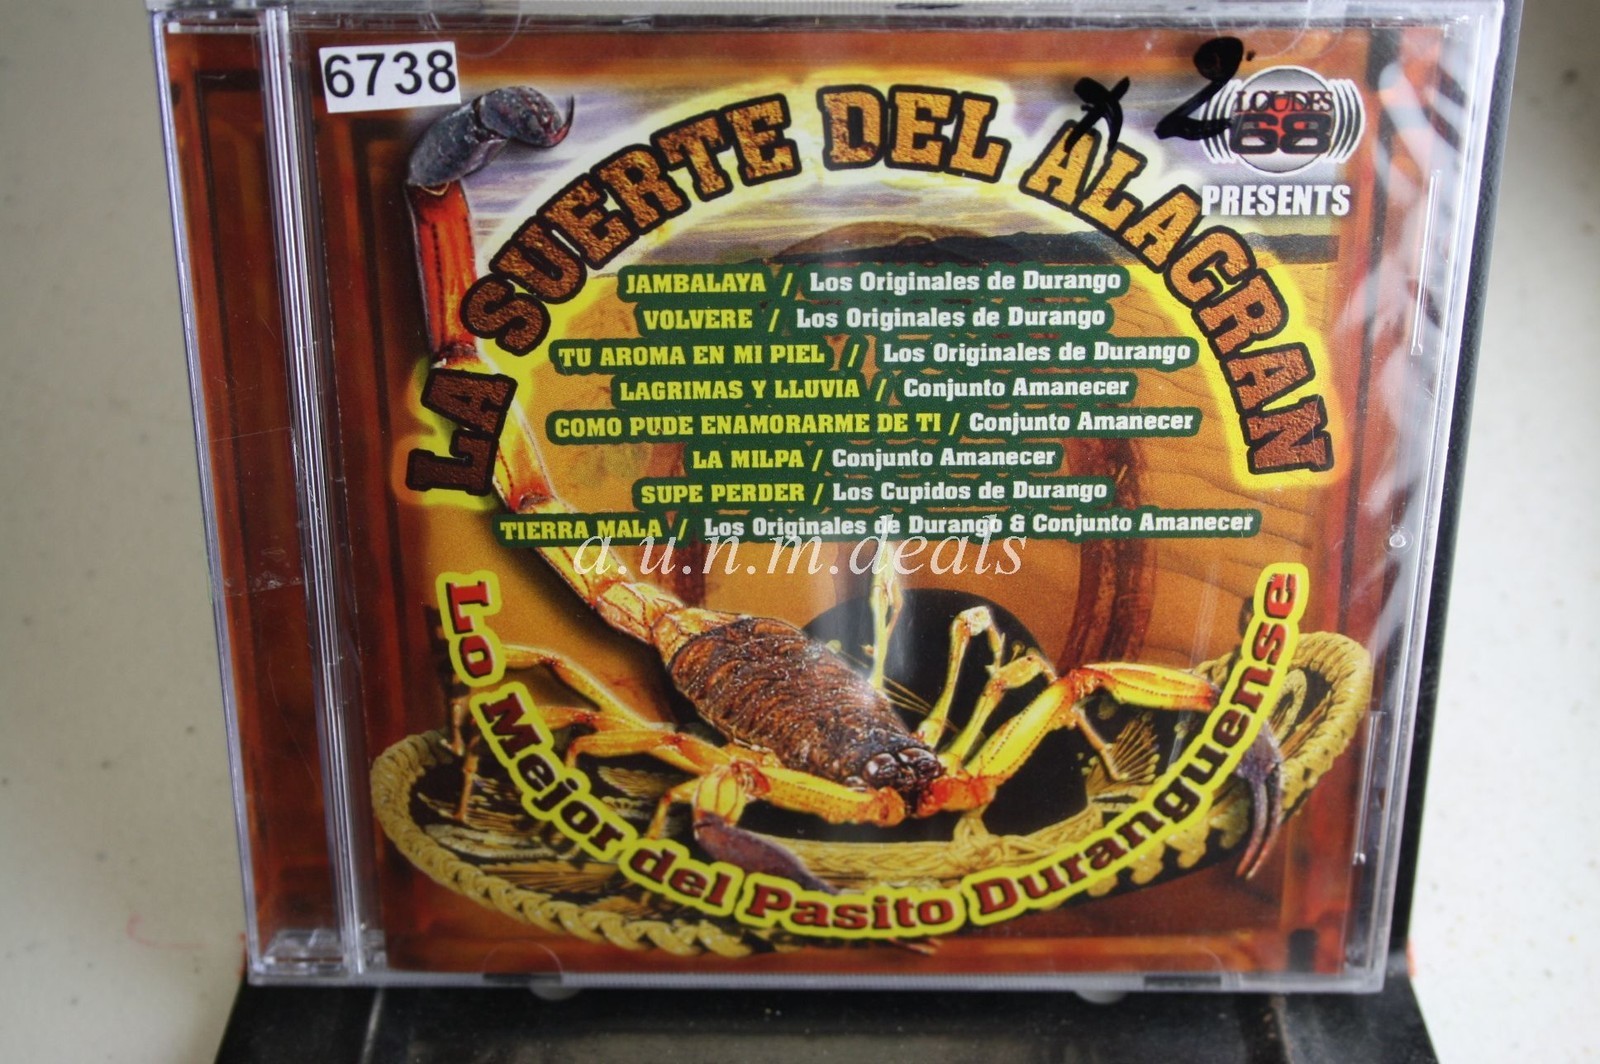 6738
x2
LOUDES
68
PRESENTS
LA SUERTE DEL ALACRAN
JAMBALAYA / Los Originales de Durango
VOLVERE / Los Originales de Durango
TU AROMA EN MI PIEL / Los Originales de Durango
LAGRIMAS Y LLUVIA / Conjunto Amanecer
COMO PUDE ENAMORARME DE TI / Conjunto Amanecer
LA MILPA / Conjunto Amanecer
SUPE PERDER / Los Cupidos de Durango
TIERRA MALA / Los Originales de Durango & Conjunto Amanecer
a.u.n.m.deals
Lo Mejor del Pasito Duranguense